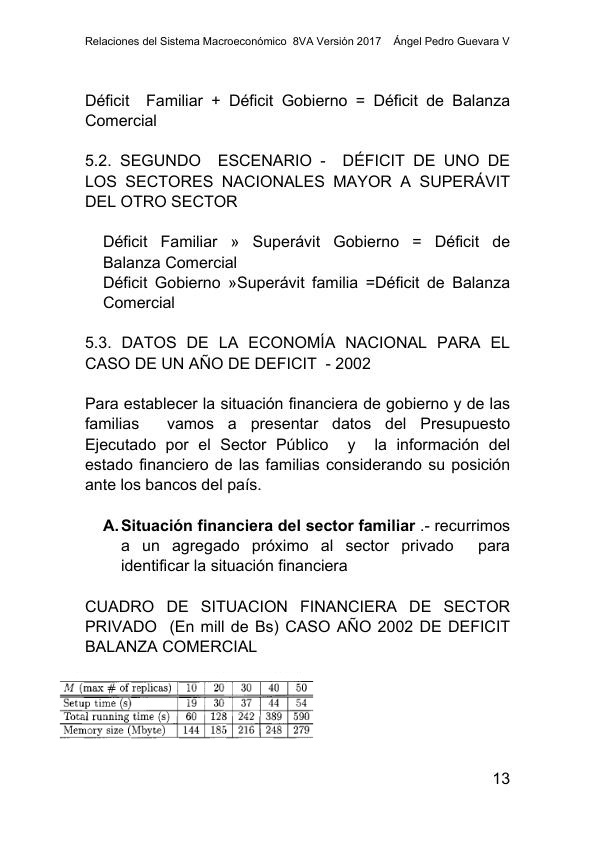 Relaciones del Sistema Macroeconómico 8VA Versión 2017 Ángel Pedro Guevara V
Déficit Familiar + Déficit Gobierno = Déficit de Balanza
Comercial
5.2. SEGUNDO ESCENARIO - DÉFICIT DE UNO DE
LOS SECTORES NACIONALES MAYOR A SUPERÁVIT
DEL OTRO SECTOR
Déficit Familiar » Superávit Gobierno = Déficit de
Balanza Comercial
Déficit Gobierno »Superávit familia =Déficit de Balanza
Comercial
5.3. DATOS DE LA ECONOMÍA NACIONAL PARA EL
CASO DE UN AÑO DE DEFICIT - 2002
Para establecer la situación financiera de gobierno y de las
familias vamos a presentar datos del Presupuesto
Ejecutado por el Sector Público y la información del
estado financiero de las familias considerando su posición
ante los bancos del país.
A. Situación financiera del sector familiar .- recurrimos
a un agregado próximo al sector privado para
identificar la situación financiera
CUADRO DE SITUACION FINANCIERA DE SECTOR
PRIVADO (En mill de Bs) CASO AÑO 2002 DE DEFICIT
BALANZA COMERCIAL
M (max # of replicas) 10 20 30 40 50
Setup time (s) 19 30 37 44 54
Total running time (s) 60 128 242 389 590
Memory size (Mbyte) 144 185 216 248 279
13